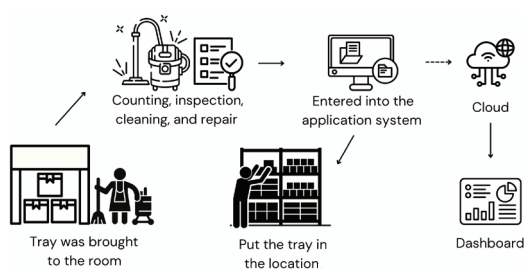 Counting, inspection,
cleaning, and repair
Entered into the
application system
Cloud
Tray was brought
to the room
Put the tray in
the location
Dashboard